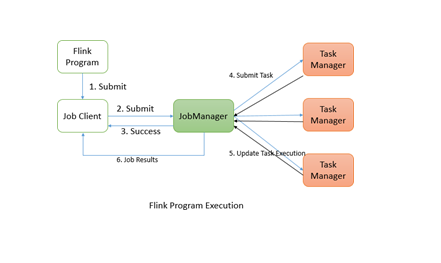 Flink
Program
1. Submit
Job Client
2. Submit
3. Success
JobManager
4. Submit Task
Task
Manager
Task
Manager
5. Update Task Execution
Task
Manager
6. Job Results
Flink Program Execution